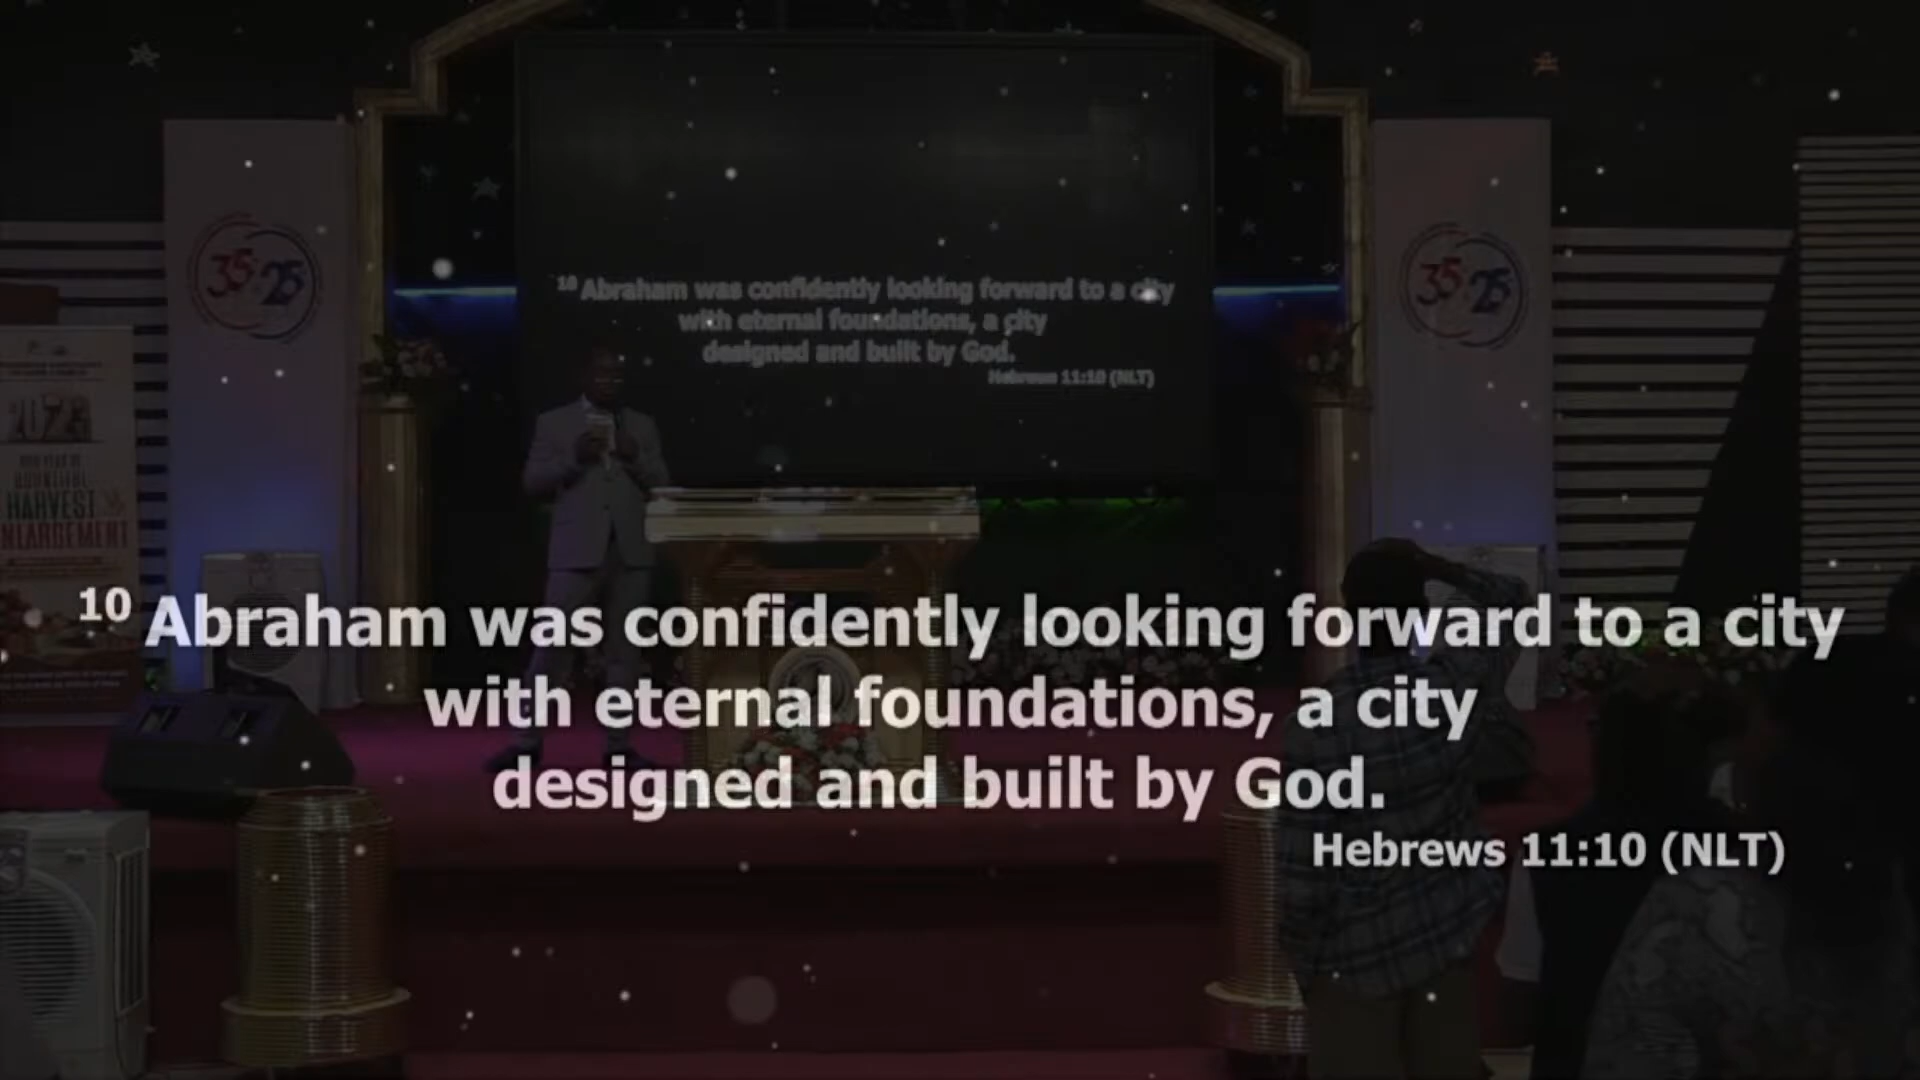 35:25
35:25
10 Abraham was confidently looking forward to a city
with eternal foundations, a city
designed and built by God.
Hebrews 11:10 (NLT)
2023
HARVEST
NLARGEMENT
10 Abraham was confidently looking forward to a city
with eternal foundations, a city
designed and built by God.
Hebrews 11:10 (NLT)